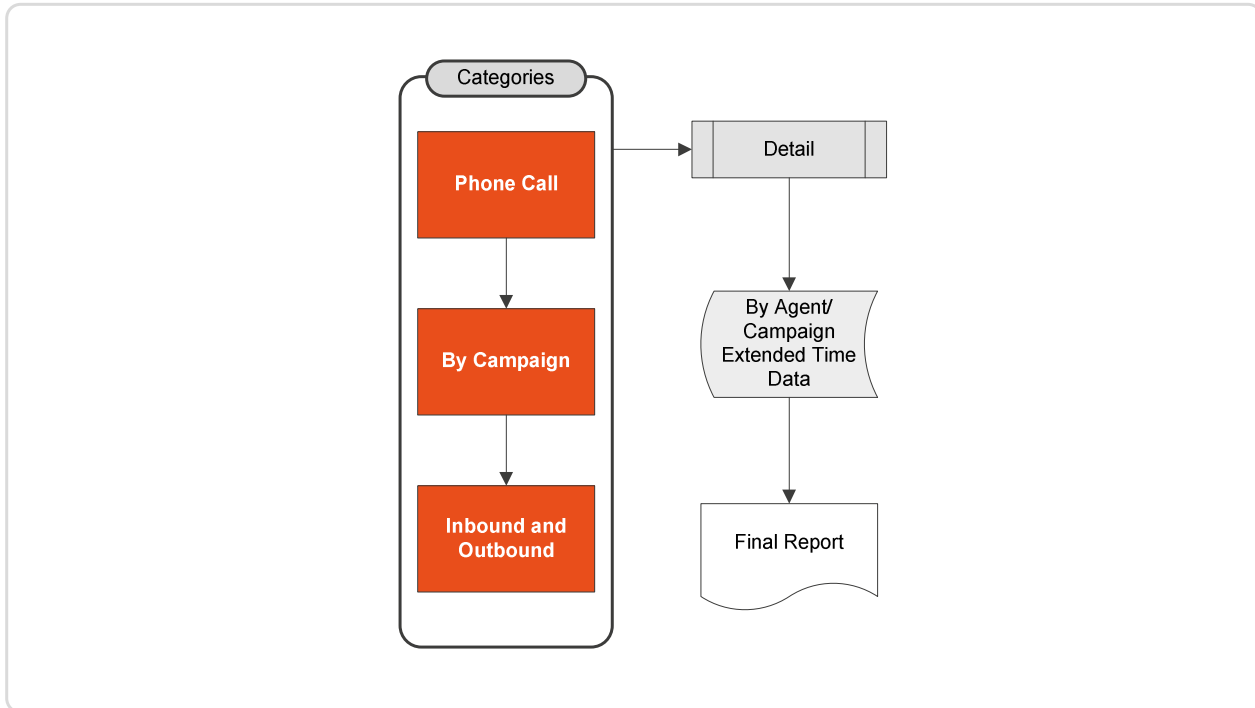 Categories
Phone Call
By Campaign
Inbound and
Outbound
Detail
By Agent/
Campaign
Extended Time
Data
Final Report